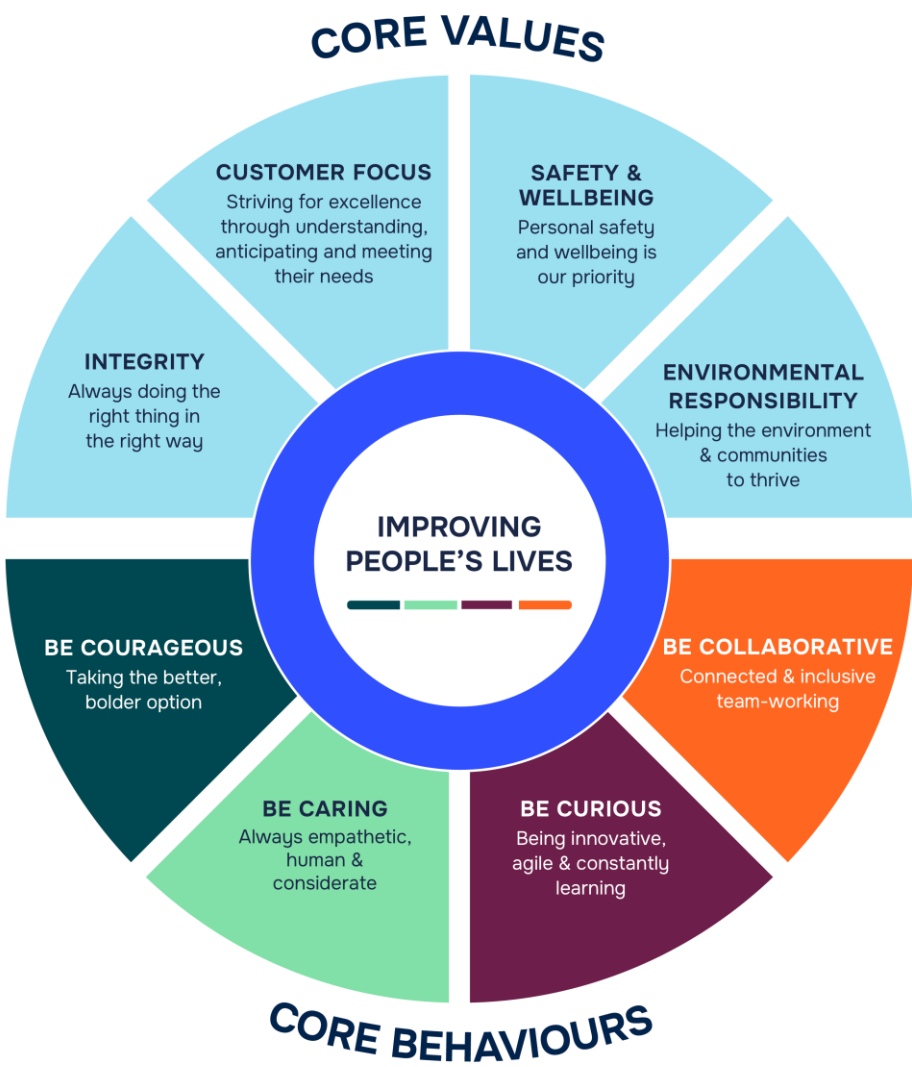 CORE VALUES
CUSTOMER FOCUS
Striving for excellence
through understanding,
anticipating and meeting
their needs
SAFETY &
WELLBEING
Personal safety
and wellbeing is
our priority
INTEGRITY
Always doing the
right thing in
the right way
ENVIRONMENTAL
RESPONSIBILITY
Helping the environment
& communities
to thrive
IMPROVING
PEOPLE’S LIVES
BE COURAGEOUS
Taking the better,
bolder option
BE COLLABORATIVE
Connected & inclusive
team-working
BE CARING
Always empathetic,
human &
considerate
BE CURIOUS
Being innovative,
agile & constantly
learning
CORE BEHAVIOURS